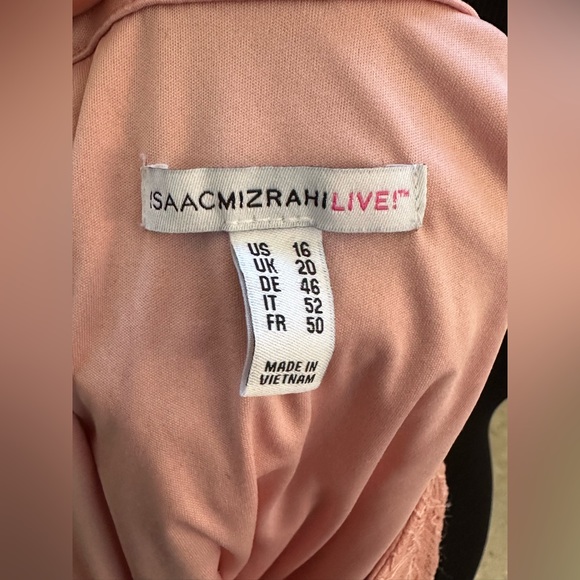 ISAACMIZRAHILIVE!™
US 16
UK 20
DE 46
IT 52
FR 50
MADE IN
VIETNAM